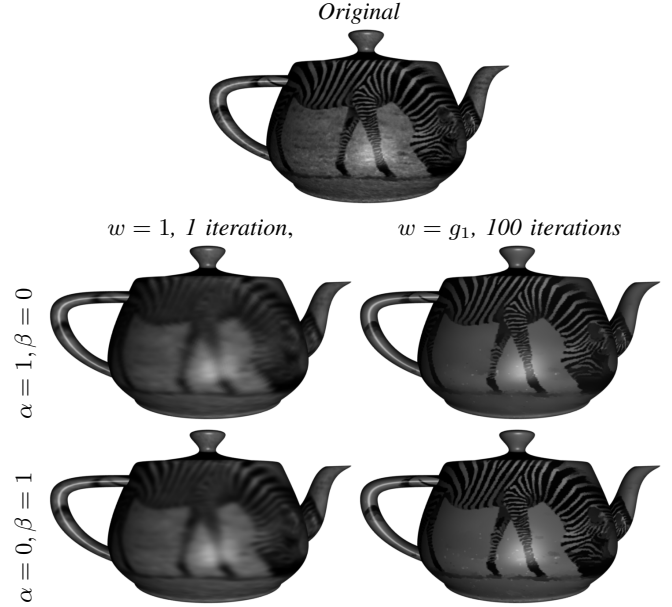 Original
w = 1, 1 iteration,
w = g₁, 100 iterations
α = 1, β = 0
α = 0, β = 1